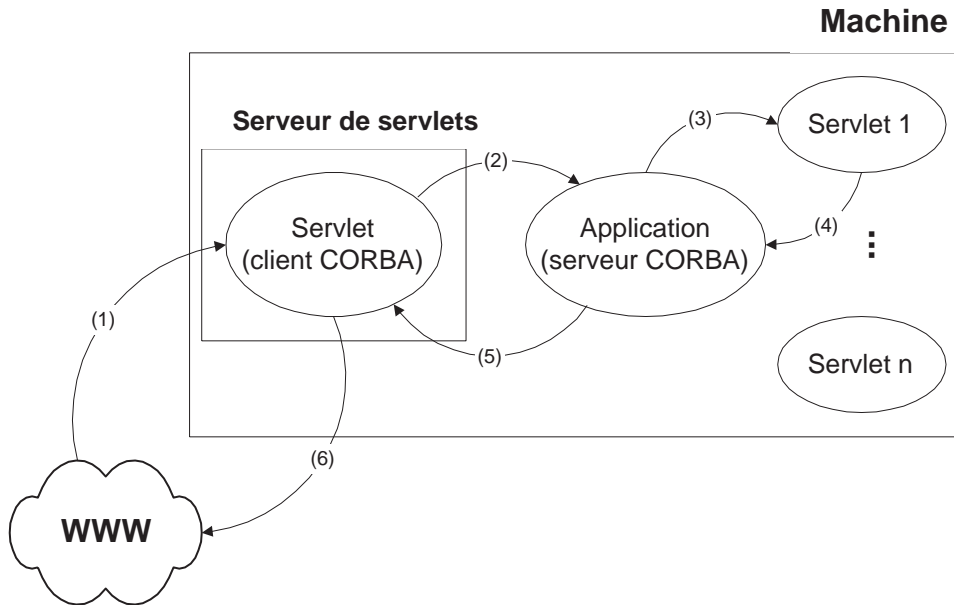 Machine
Serveur de servlets
(3)
Servlet 1
(2)
Servlet
(client CORBA)
Application
(serveur CORBA)
(4)
⋮
(1)
(5)
Servlet n
(6)
WWW